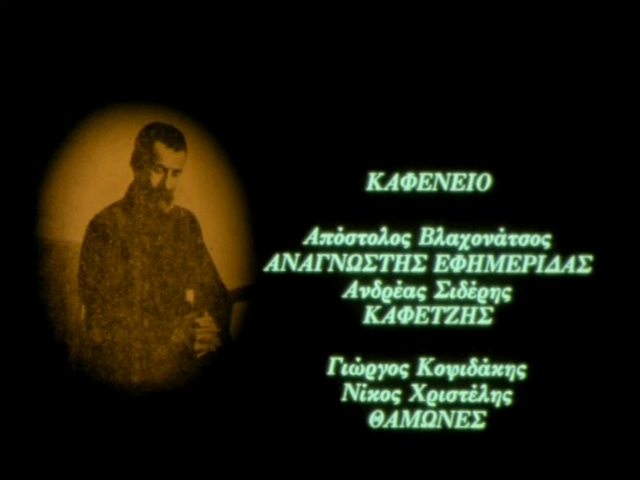 ΚΑΦΕΝΕΙΟ
Απόστολος Βλαχονάτσος
ΑΝΑΓΝΩΣΤΗΣ ΕΦΗΜΕΡΙΔΑΣ
Ανδρέας Σιδέρης
ΚΑΦΕΤΖΗΣ
Γιώργος Κοψιδάκης
Νίκος Χριστέλης
ΘΑΜΩΝΕΣ